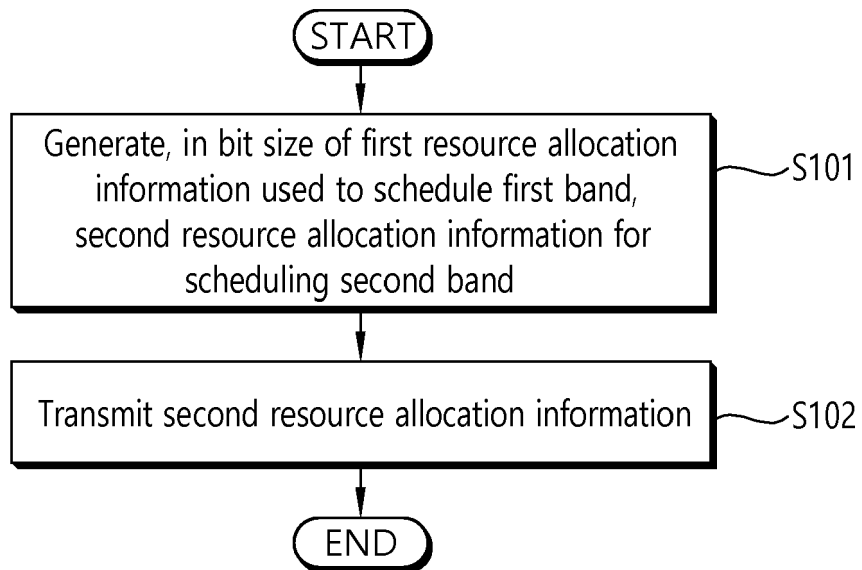 START
Generate, in bit size of first resource allocation
information used to schedule first band,
second resource allocation information for
scheduling second band
S101
Transmit second resource allocation information
S102
END